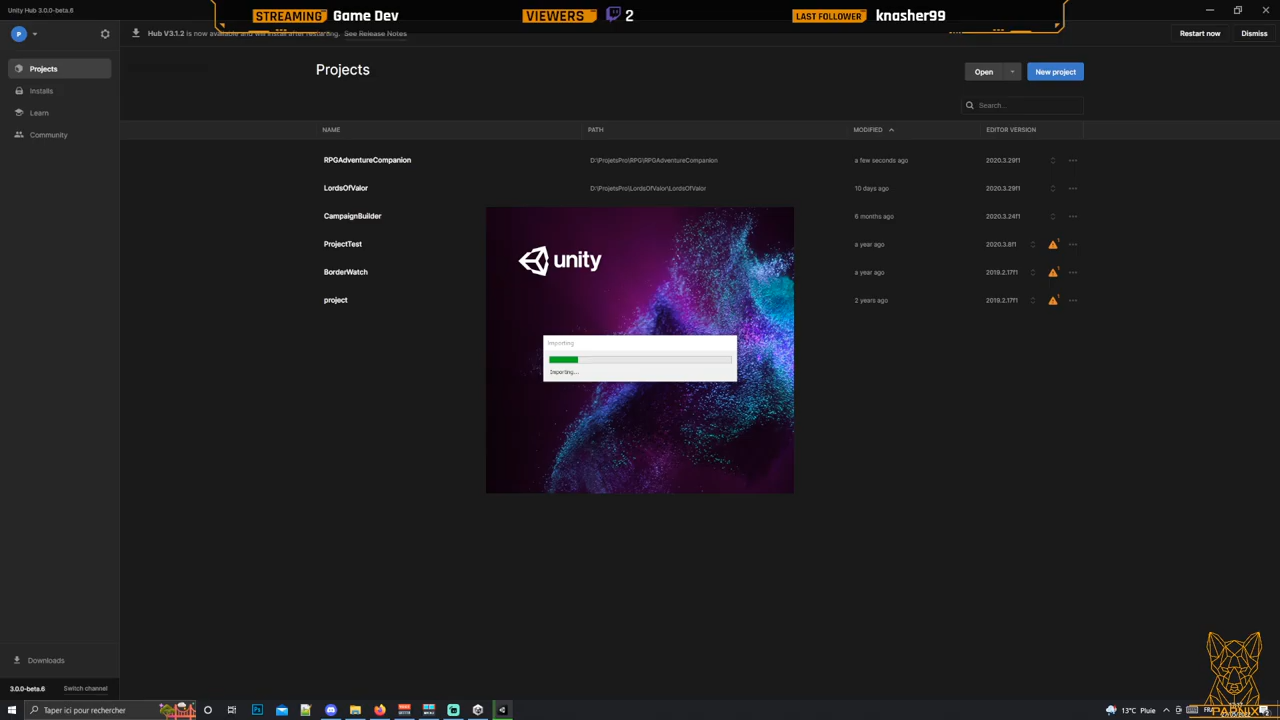 Unity Hub 3.0.0-beta.6
STREAMING Game Dev
VIEWERS 2
LAST FOLLOWER knasher99
P
Hub V3.1.2 is now available and will install after restarting. See Release Notes
Restart now
Dismiss
Projects
Installs
Learn
Community
Projects
Open
New project
Search...
NAME PATH MODIFIED EDITOR VERSION
RPGAdventureCompanion D:\ProjetsPro\RPG\RPGAdventureCompanion a few seconds ago 2020.3.29f1
LordsOfValor D:\ProjetsPro\LordsOfValor\LordsOfValor 10 days ago 2020.3.29f1
CampaignBuilder 6 months ago 2020.3.24f1
ProjectTest a year ago 2020.3.8f1
BorderWatch a year ago 2019.2.17f1
project 2 years ago 2019.2.17f1
unity
Importing
Importing...
Downloads
3.0.0-beta.6 Switch channel
Taper ici pour rechercher
Ps
13°C Pluie
FRA